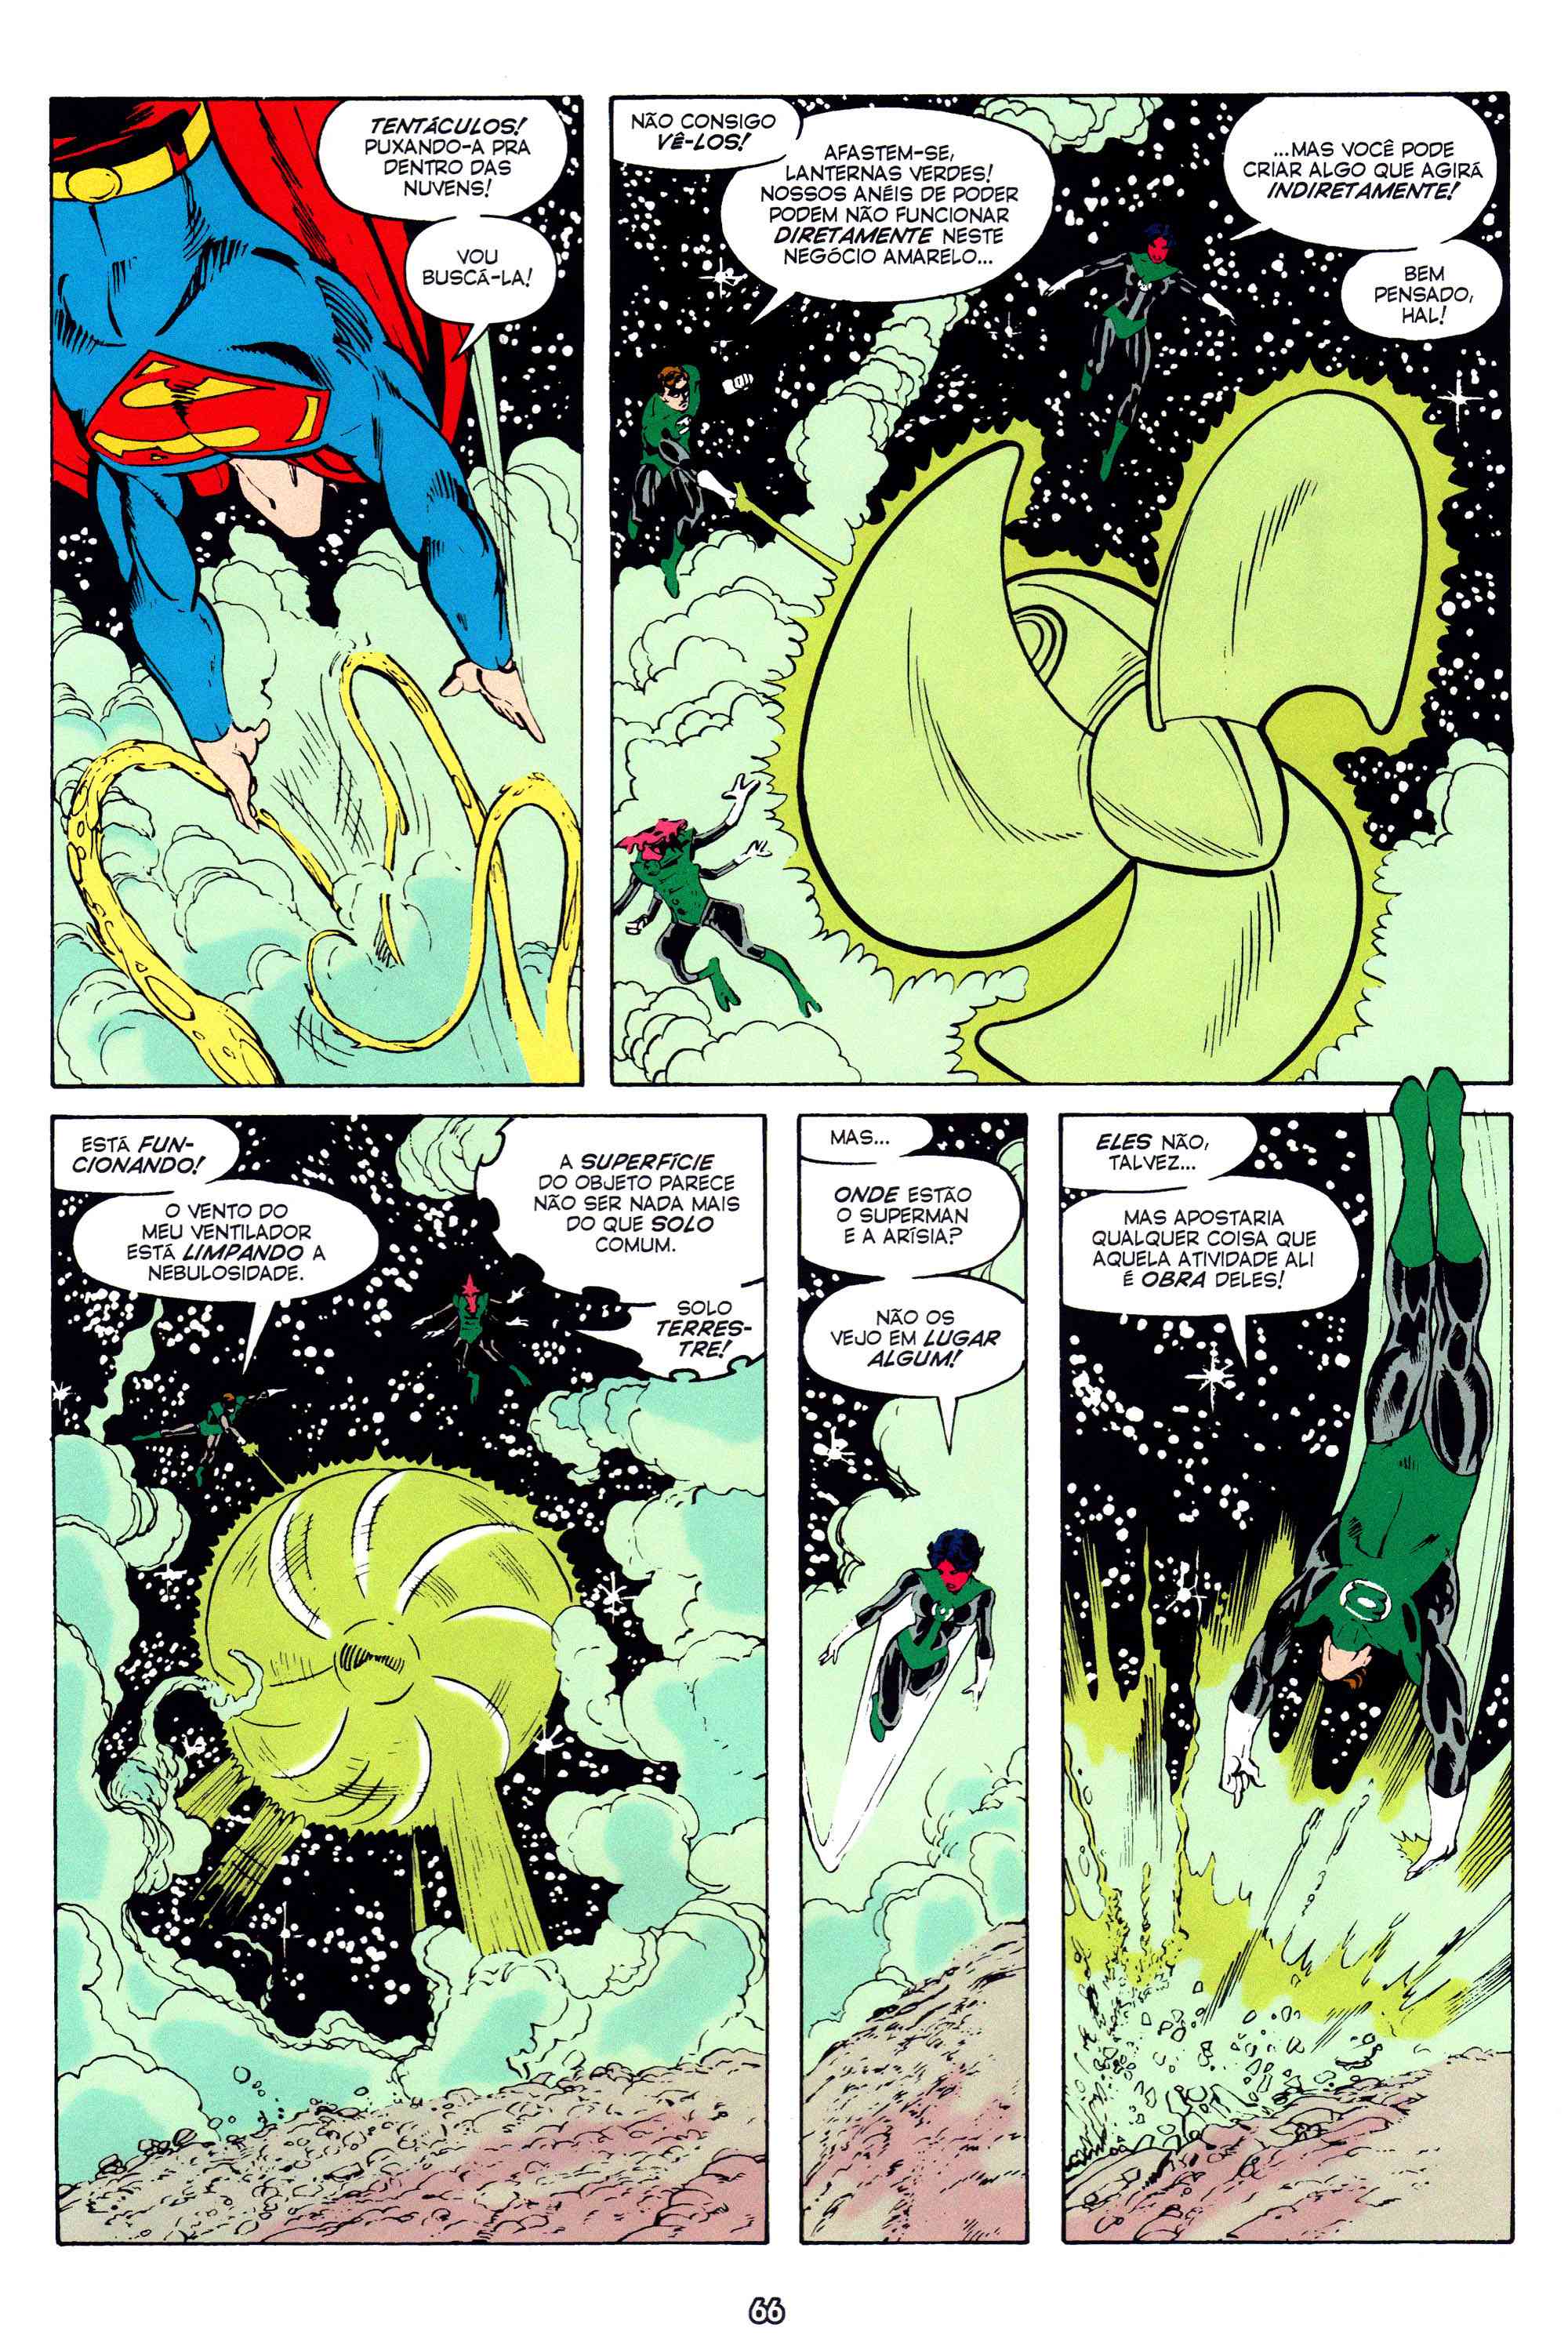 TENTÁCULOS!
PUXANDO-A PRA
DENTRO DAS
NUVENS!
VOU
BUSCÁ-LA!
NÃO CONSIGO
VÊ-LOS!
AFASTEM-SE,
LANTERNAS VERDES!
NOSSOS ANÉIS DE PODER
PODEM NÃO FUNCIONAR
DIRETAMENTE NESTE
NEGÓCIO AMARELO...
...MAS VOCÊ PODE
CRIAR ALGO QUE AGIRÁ
INDIRETAMENTE!
BEM
PENSADO,
HAL!
ESTÁ FUN-
CIONANDO!
O VENTO DO
MEU VENTILADOR
ESTÁ LIMPANDO A
NEBULOSIDADE.
A SUPERFÍCIE
DO OBJETO PARECE
NÃO SER NADA MAIS
DO QUE SOLO
COMUM.
SOLO
TERRES-
TRE!
MAS...
ONDE ESTÃO
O SUPERMAN
E A ARÍSIA?
NÃO OS
VEJO EM LUGAR
ALGUM!
ELES NÃO,
TALVEZ...
MAS APOSTARIA
QUALQUER COISA QUE
AQUELA ATIVIDADE ALI
É OBRA DELES!
66